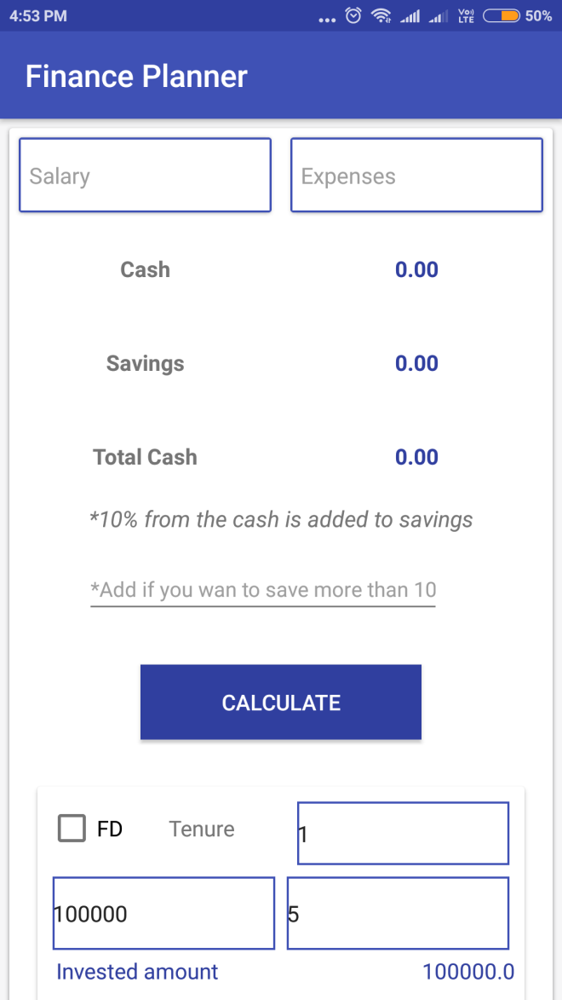 4:53 PM ... Vo)) LTE 50%
Finance Planner
Salary Expenses
Cash 0.00
Savings 0.00
Total Cash 0.00
*10% from the cash is added to savings
*Add if you wan to save more than 10
CALCULATE
FD Tenure 1
100000 5
Invested amount 100000.0